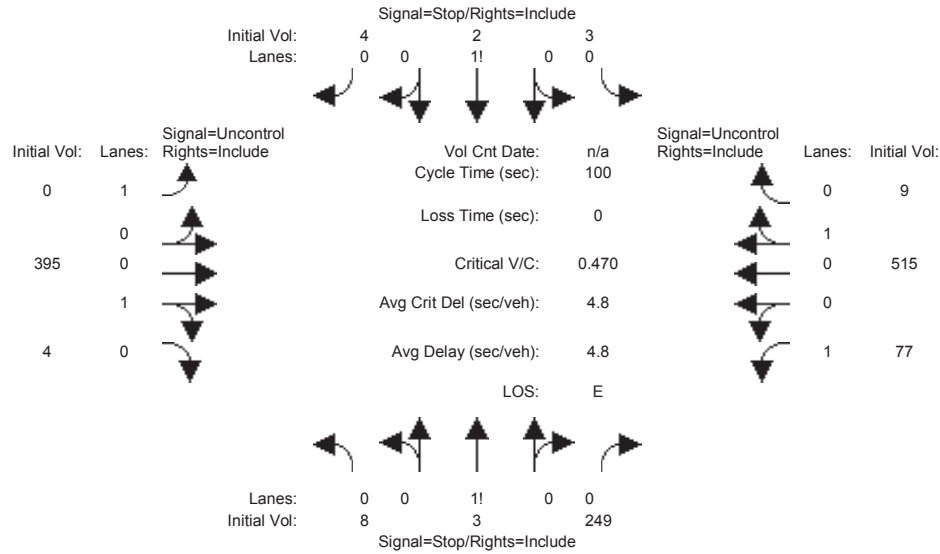 Signal=Stop/Rights=Include
Initial Vol: 4 2 3
Lanes: 0 0 1! 0 0
Signal=Uncontrol
Initial Vol: Lanes: Rights=Include
Vol Cnt Date: n/a
Signal=Uncontrol
Rights=Include Lanes: Initial Vol:
0 1
Cycle Time (sec): 100
0 9
0
Loss Time (sec): 0
1
395 0
Critical V/C: 0.470
0 515
1
Avg Crit Del (sec/veh): 4.8
0
4 0
Avg Delay (sec/veh): 4.8
1 77
LOS: E
Lanes: 0 0 1! 0 0
Initial Vol: 8 3 249
Signal=Stop/Rights=Include